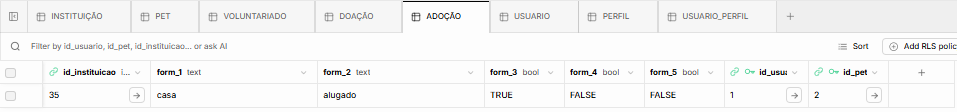 INSTITUIÇÃO PET VOLUNTARIADO DOAÇÃO ADOÇÃO USUARIO PERFIL USUARIO_PERFIL
Filter by id_usuario, id_pet, id_instituicao... or ask AI Sort Add RLS polic
id_instituicao i... form_1 text form_2 text form_3 bool form_4 bool form_5 bool id_usua id_pet
35 casa alugado TRUE FALSE FALSE 1 2